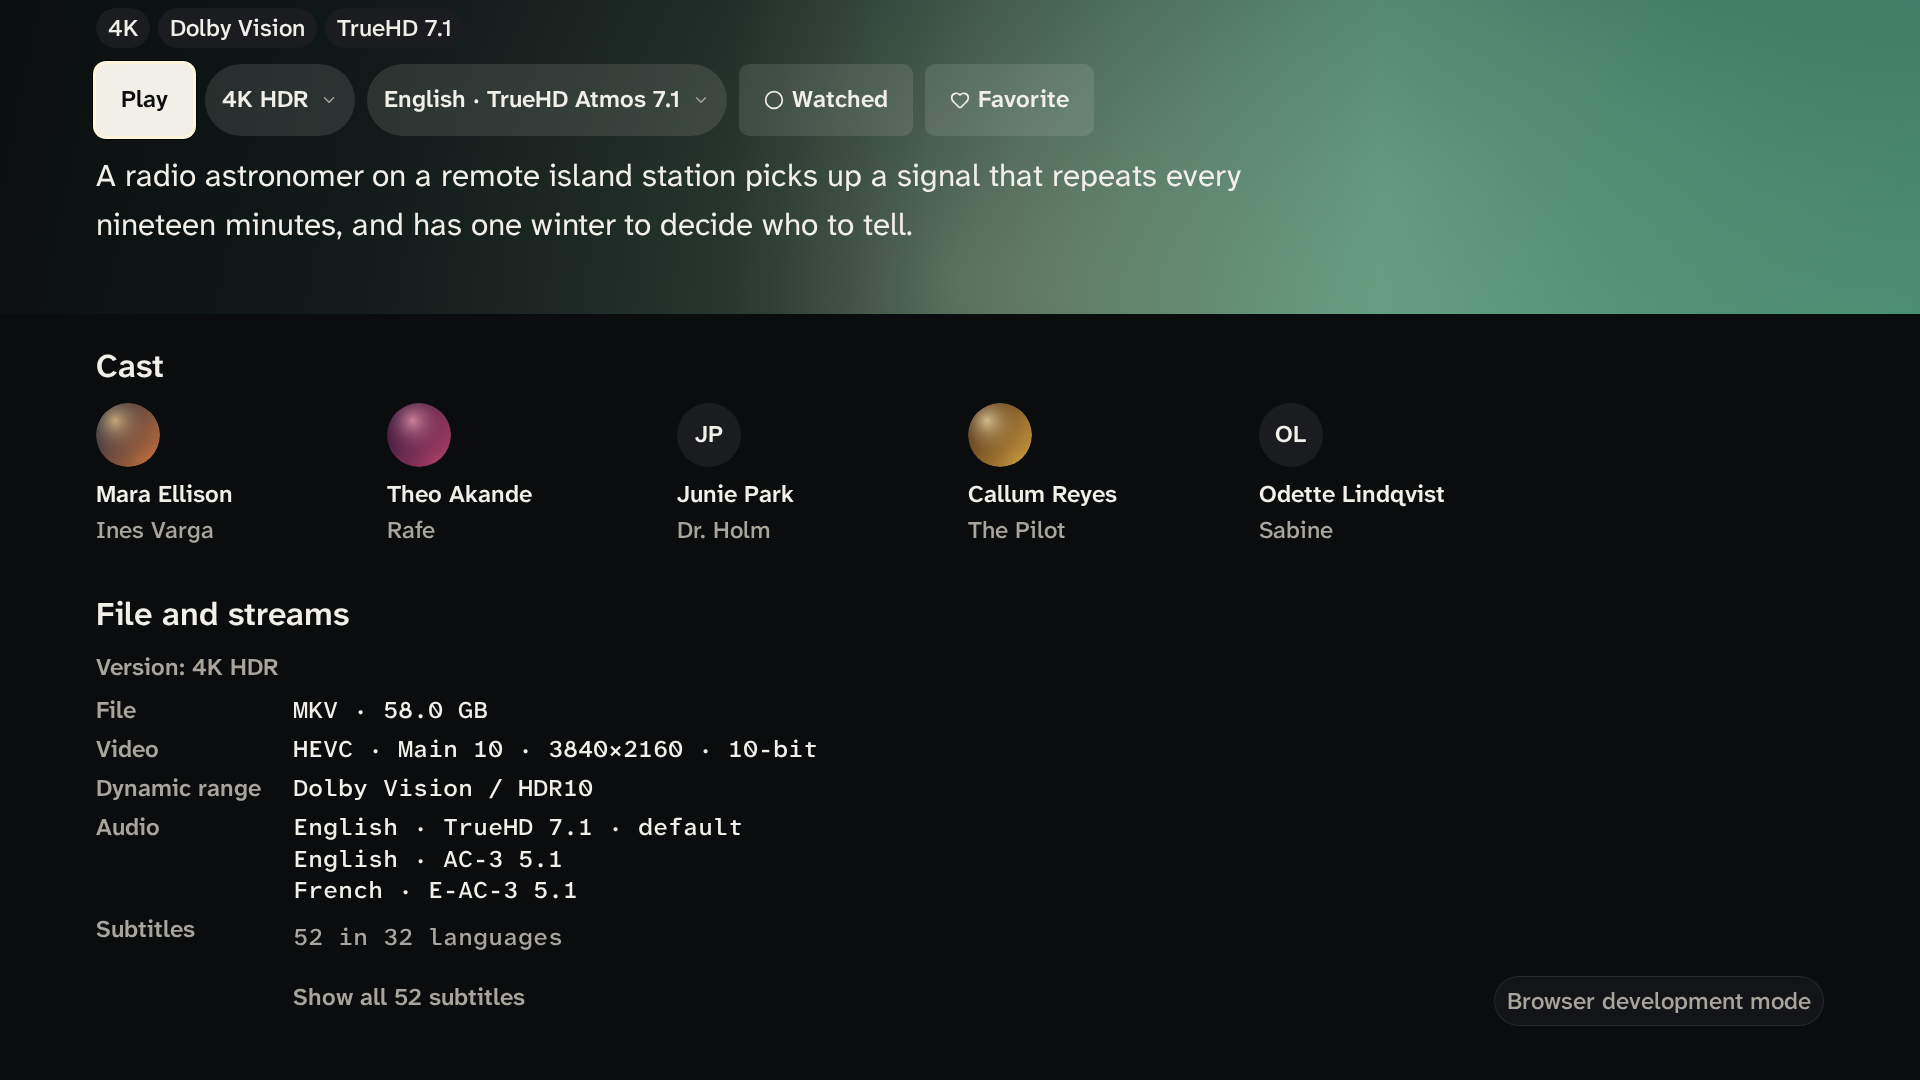 4K Dolby Vision TrueHD 7.1
Play 4K HDR English · TrueHD Atmos 7.1 Watched Favorite
A radio astronomer on a remote island station picks up a signal that repeats every
nineteen minutes, and has one winter to decide who to tell.
Cast
JP OL
Mara Ellison Theo Akande Junie Park Callum Reyes Odette Lindqvist
Ines Varga Rafe Dr. Holm The Pilot Sabine
File and streams
Version: 4K HDR
File MKV · 58.0 GB
Video HEVC · Main 10 · 3840×2160 · 10-bit
Dynamic range Dolby Vision / HDR10
Audio English · TrueHD 7.1 · default
English · AC-3 5.1
French · E-AC-3 5.1
Subtitles 52 in 32 languages
Show all 52 subtitles
Browser development mode